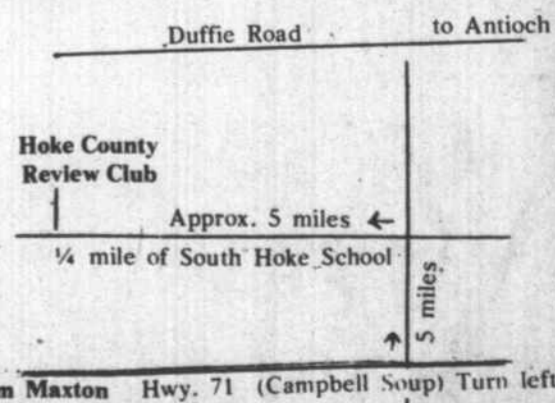 Duffie Road to Antioch
Hoke County
Review Club
Approx. 5 miles ←
¼ mile of South Hoke School
5 miles
Maxton Hwy. 71 (Campbell Soup) Turn left